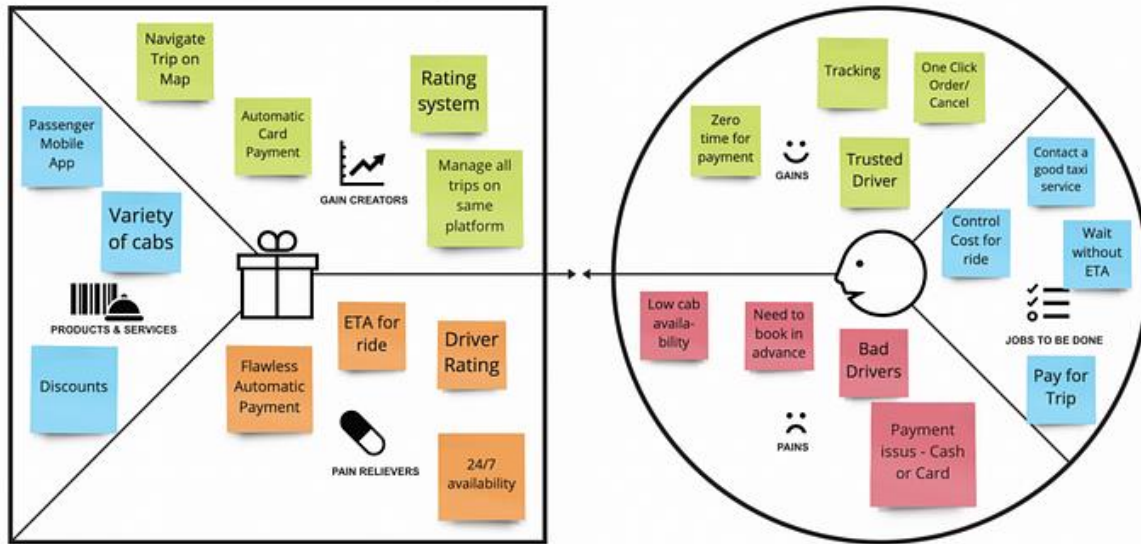 Navigate
Trip on
Map
Rating
system
Passenger
Mobile
App
Automatic
Card
Payment
GAIN CREATORS
Manage all
trips on
same
platform
Variety
of cabs
PRODUCTS & SERVICES
Discounts
ETA for
ride
Driver
Rating
Flawless
Automatic
Payment
PAIN RELIEVERS
24/7
availability
Tracking
One Click
Order/
Cancel
Zero
time for
payment
GAINS
Trusted
Driver
Contact a
good taxi
service
Control
Cost for
ride
Wait
without
ETA
JOBS TO BE DONE
Pay for
Trip
Low cab
availa-
bility
Need to
book in
advance
Bad
Drivers
PAINS
Payment
issus - Cash
or Card